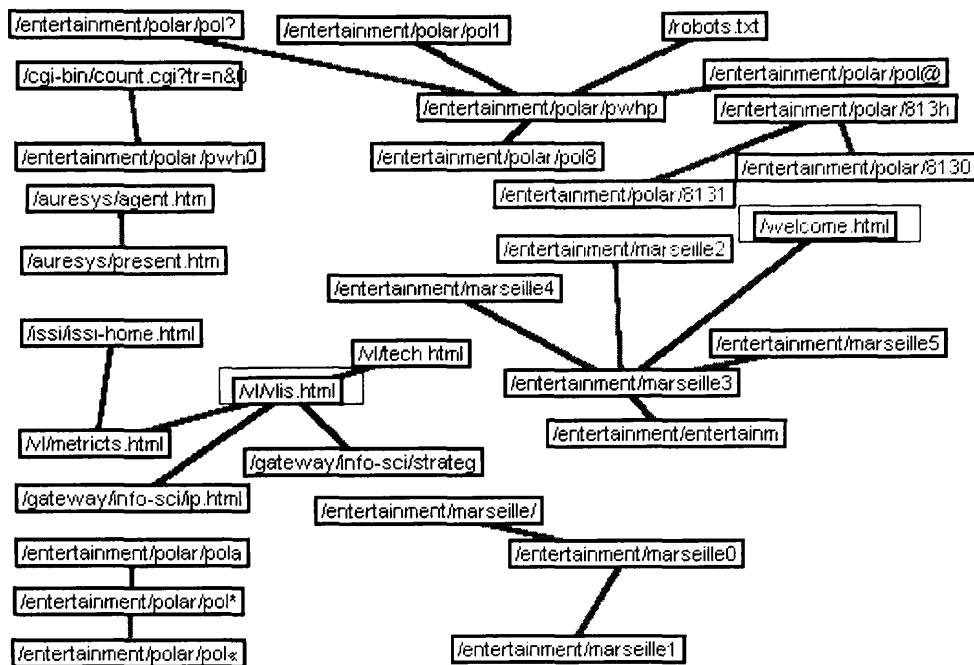 /entertainment/polar/pol?
/entertainment/polar/pol1
/robots.txt
/cgi-bin/count.cgi?tr=n&0
/entertainment/polar/pol@
/entertainment/polar/pwhp
/entertainment/polar/813h
/entertainment/polar/pwh0
/entertainment/polar/pol8
/entertainment/polar/8130
/entertainment/polar/8131
/auresys/agent.htm
/welcome.html
/entertainment/marseille2
/auresys/present.htm
/entertainment/marseille4
/issi/issi-home.html
/vl/tech.html
/entertainment/marseille5
/vl/vlis.html
/entertainment/marseille3
/vl/metricts.html
/entertainment/entertainm
/gateway/info-sci/strateg
/gateway/info-sci/ip.html
/entertainment/marseille/
/entertainment/polar/pola
/entertainment/marseille0
/entertainment/polar/pol*
/entertainment/marseille1
/entertainment/polar/pol«